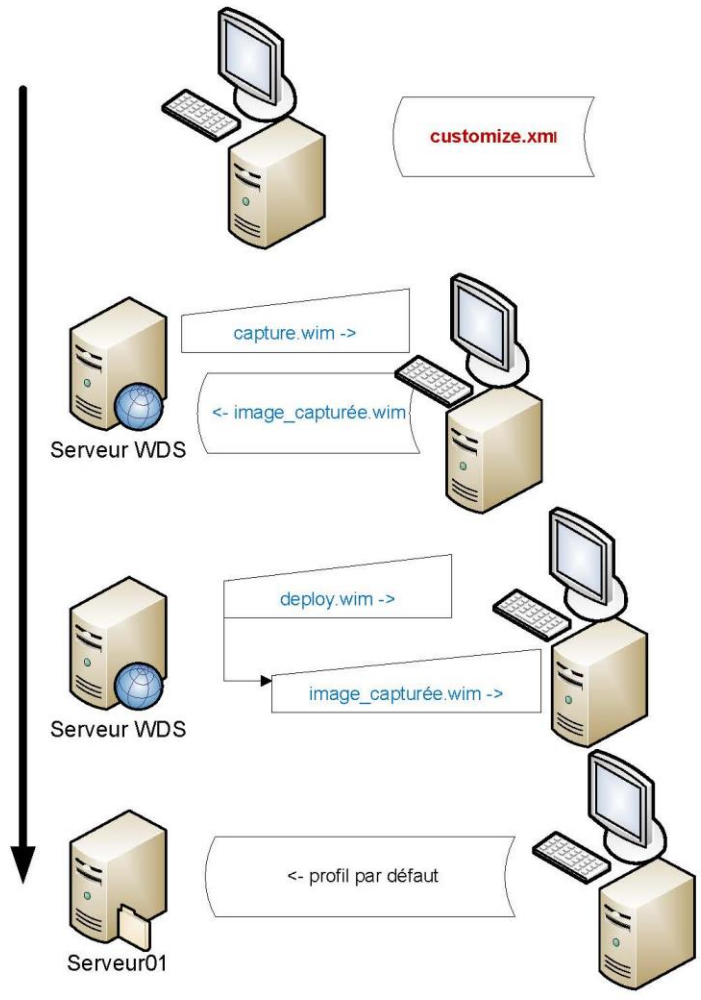 customize.xml
capture.wim ->
<- image_capturée.wim
Serveur WDS
deploy.wim ->
image_capturée.wim ->
Serveur WDS
<- profil par défaut
Serveur01